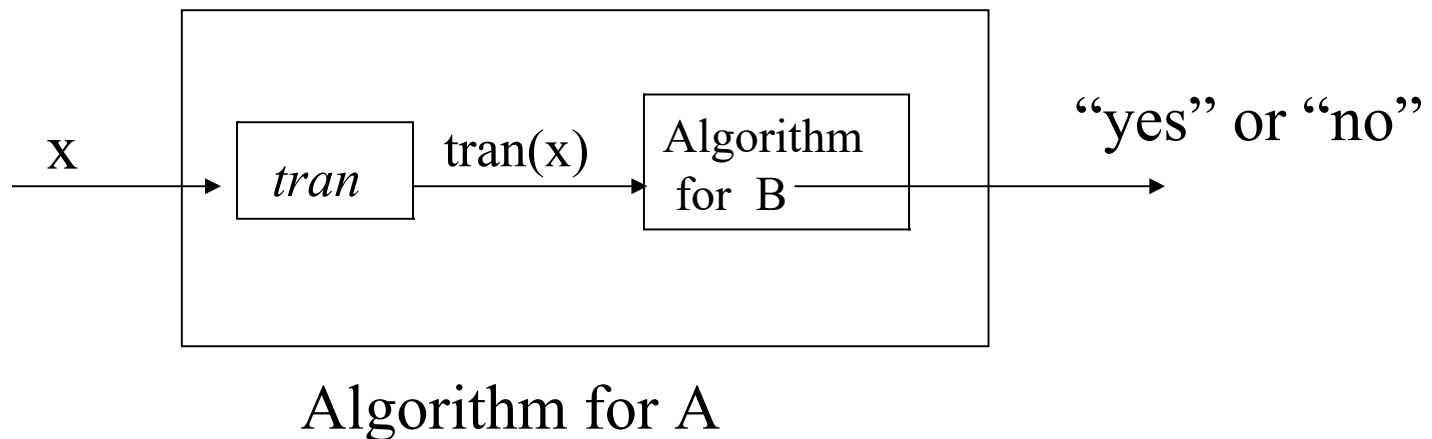 x
tran
tran(x)
Algorithm
for B
“yes” or “no”
Algorithm for A